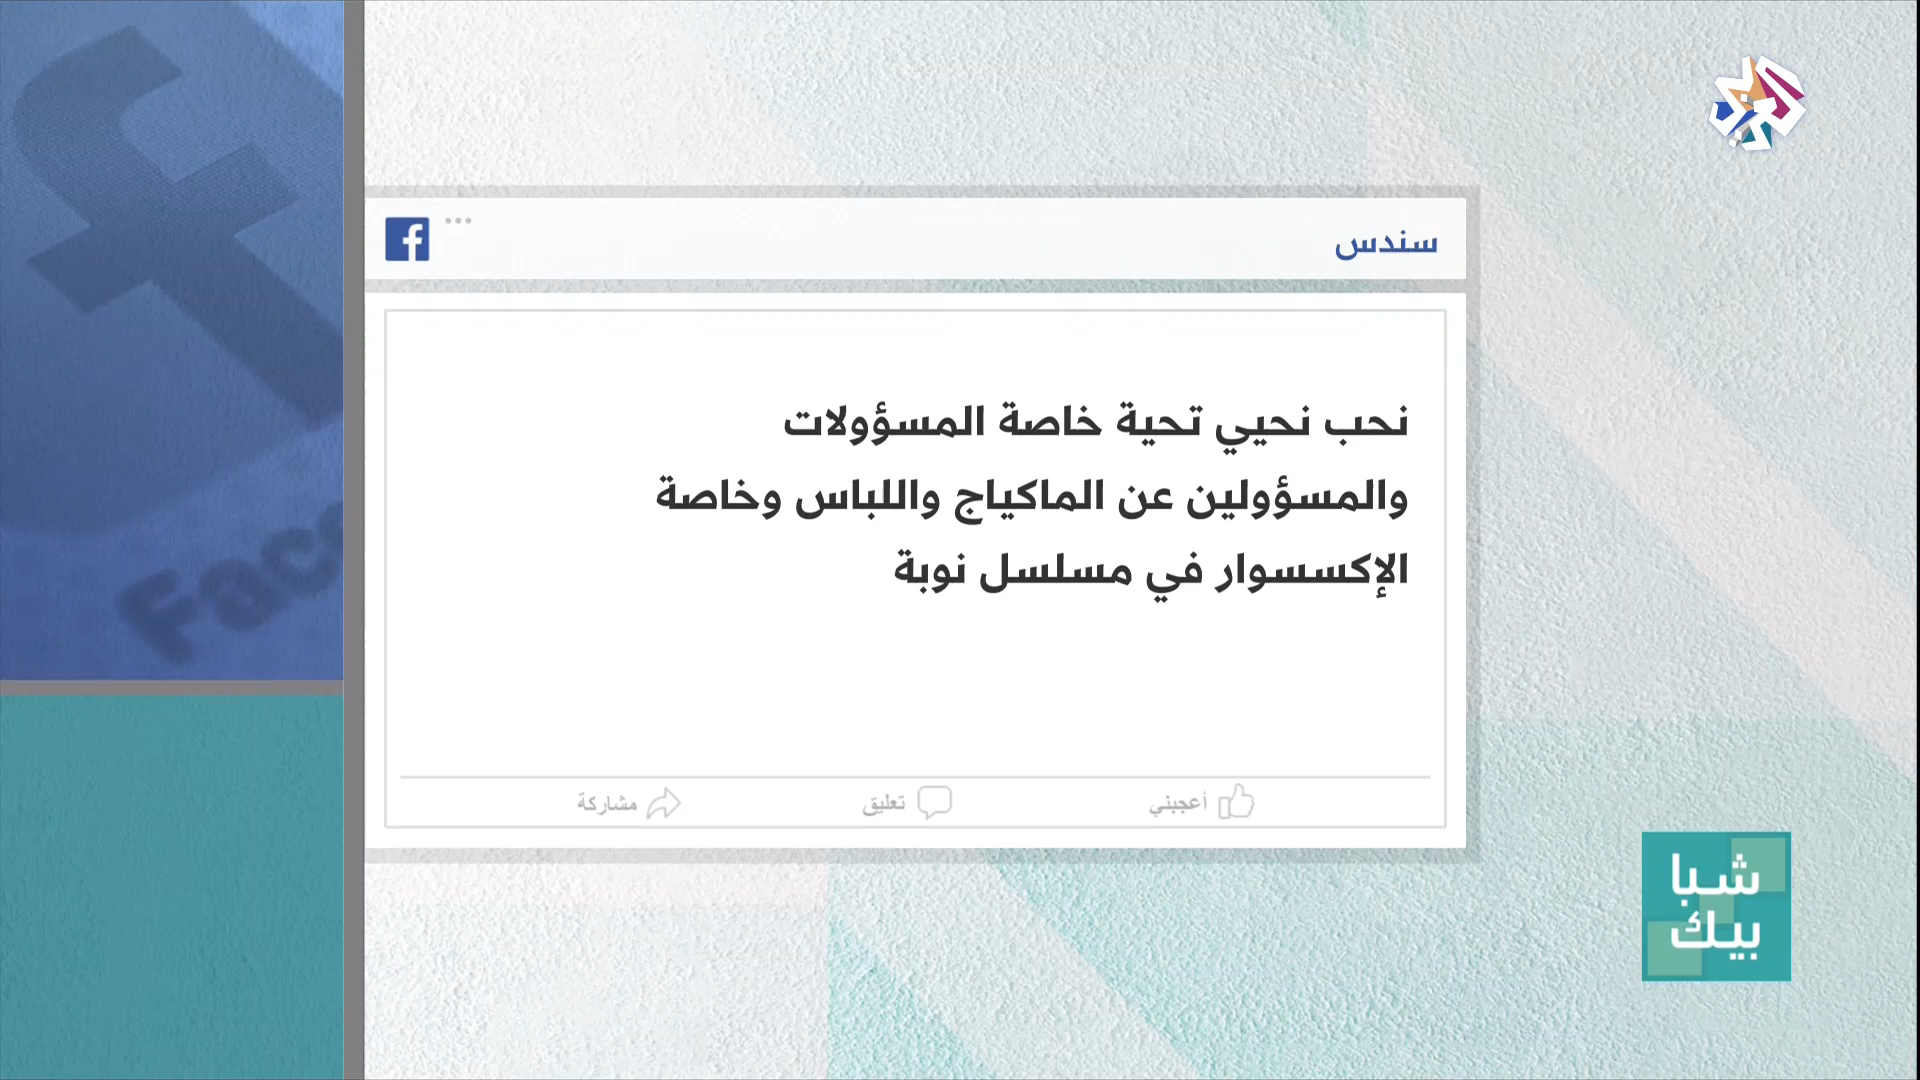 سندس
نحب نحيي تحية خاصة المسؤولات
والمسؤولين عن الماكياج واللباس وخاصة
الإكسسوار في مسلسل نوبة
أعجبني
تعليق
مشاركة
شبا
بيك
Fac